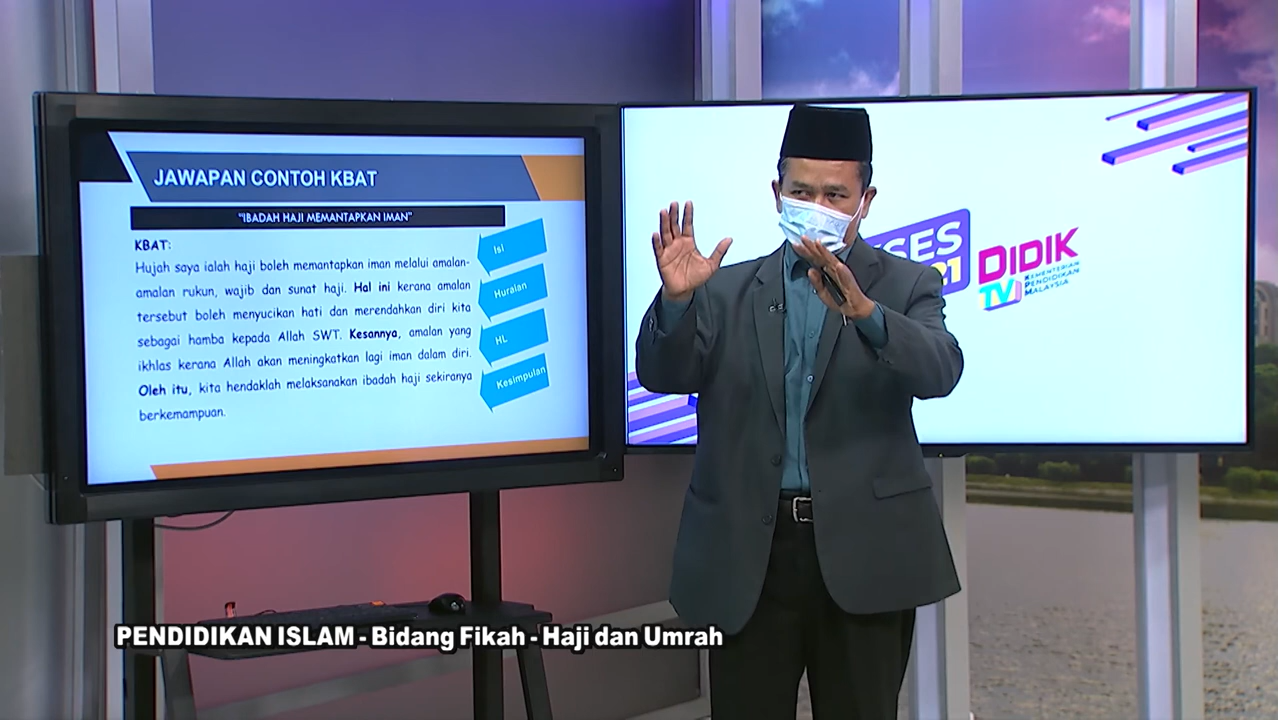 JAWAPAN CONTOH KBAT
"IBADAH HAJI MEMANTAPKAN IMAN"
KBAT:
Hujah saya ialah haji boleh memantapkan iman melalui amalan-
amalan rukun, wajib dan sunat haji. Hal ini kerana amalan
tersebut boleh menyucikan hati dan merendahkan diri kita
sebagai hamba kepada Allah SWT. Kesannya, amalan yang
ikhlas kerana Allah akan meningkatkan lagi iman dalam diri.
Oleh itu, kita hendaklah melaksanakan ibadah haji sekiranya
berkemampuan.
Isi
Huraian
HL
Kesimpulan
SES
21
DIDIK
TV
KEMENTERIAN
PENDIDIKAN
MALAYSIA
PENDIDIKAN ISLAM - Bidang Fikah - Haji dan Umrah